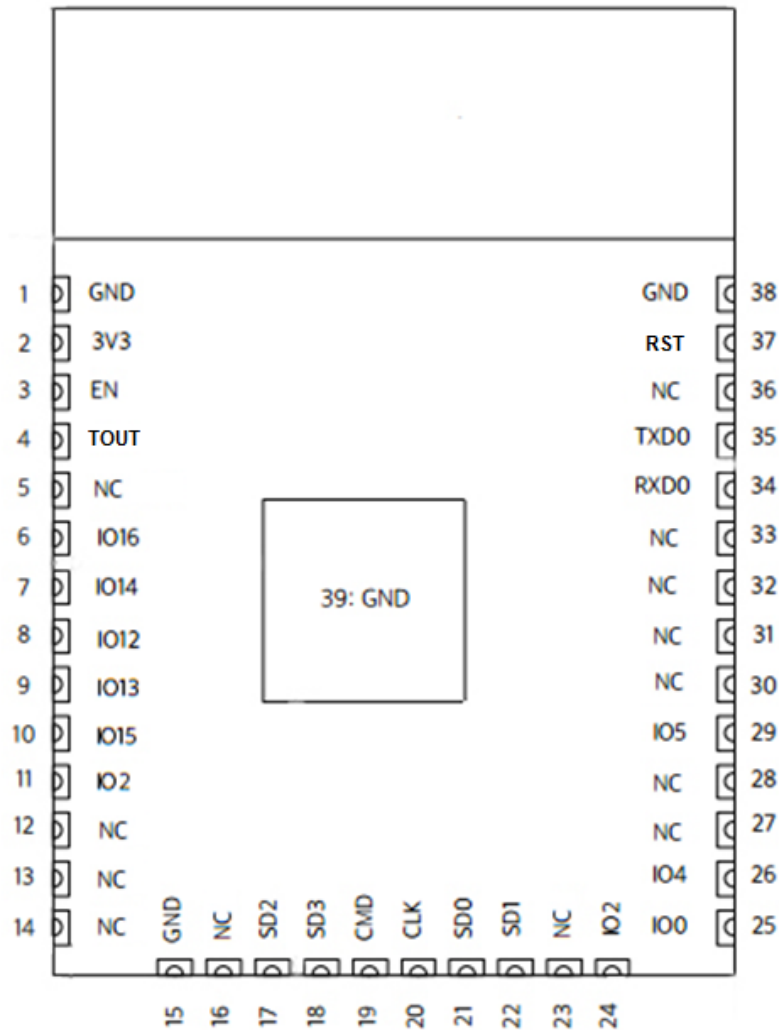 1 GND GND 38
2 3V3 RST 37
3 EN NC 36
4 TOUT TXD0 35
5 NC RXD0 34
6 IO16 NC 33
7 IO14 NC 32
39: GND
8 IO12 NC 31
9 IO13 NC 30
10 IO15 IO5 29
11 IO2 NC 28
12 NC NC 27
13 NC IO4 26
14 NC IO0 25
GND NC SD2 SD3 CMD CLK SD0 SD1 NC IO2
15 16 17 18 19 20 21 22 23 24